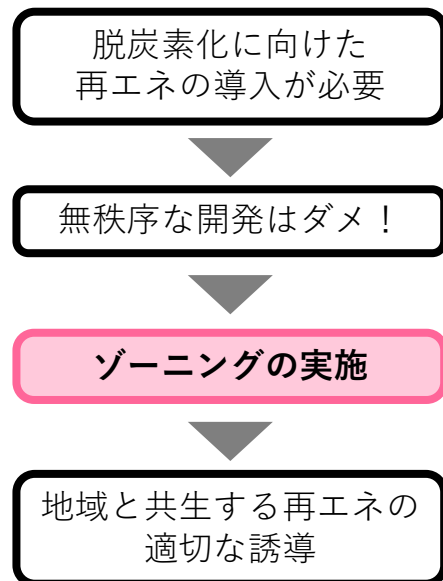 脱炭素化に向けた
再エネの導入が必要
無秩序な開発はダメ！
ゾーニングの実施
地域と共生する再エネの
適切な誘導